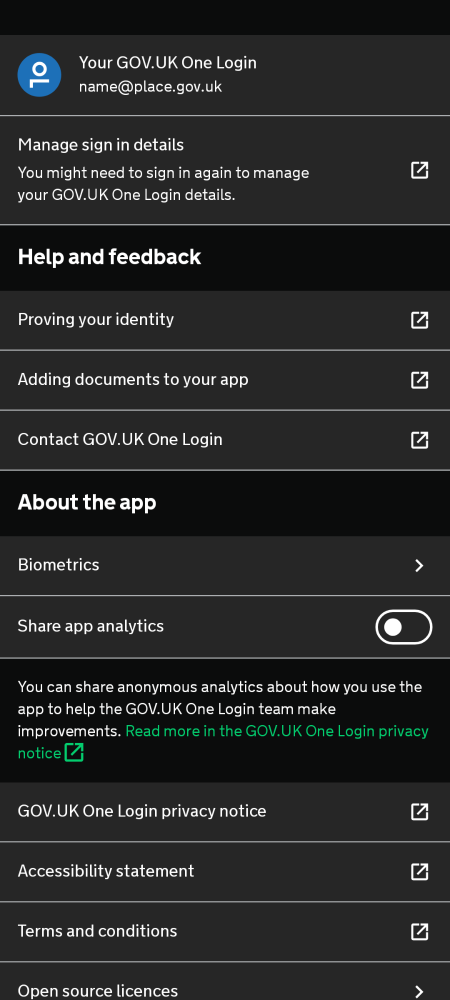 Your GOV.UK One Login
name@place.gov.uk
Manage sign in details
You might need to sign in again to manage
your GOV.UK One Login details.
Help and feedback
Proving your identity
Adding documents to your app
Contact GOV.UK One Login
About the app
Biometrics
Share app analytics
You can share anonymous analytics about how you use the
app to help the GOV.UK One Login team make
improvements. Read more in the GOV.UK One Login privacy
notice
GOV.UK One Login privacy notice
Accessibility statement
Terms and conditions
Open source licences